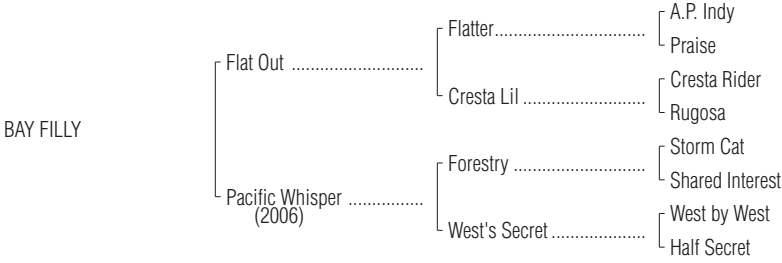 A.P. Indy
Flatter................................
Praise
Flat Out ............................
Cresta Rider
Cresta Lil ..........................
Rugosa
BAY FILLY
Storm Cat
Forestry ............................
Shared Interest
Pacific Whisper ................
(2006)
West by West
West's Secret ....................
Half Secret